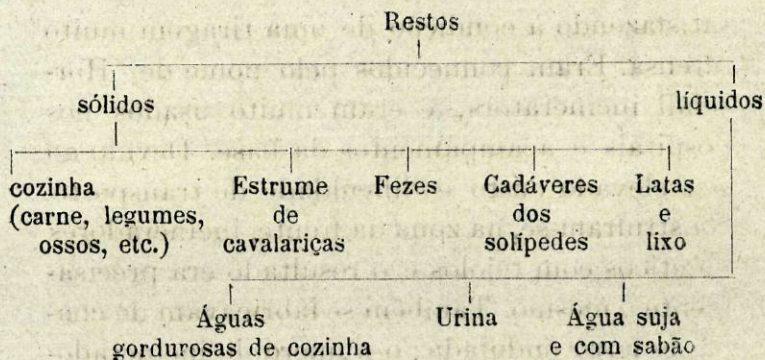 Restos
sólidos
líquidos
cozinha
(carne, legumes,
ossos, etc.)
Estrume
de
cavalariças
Fezes
Cadáveres
dos
solípedes
Latas
e
lixo
Águas
gordurosas de cozinha
Urina
Água suja
e com sabão